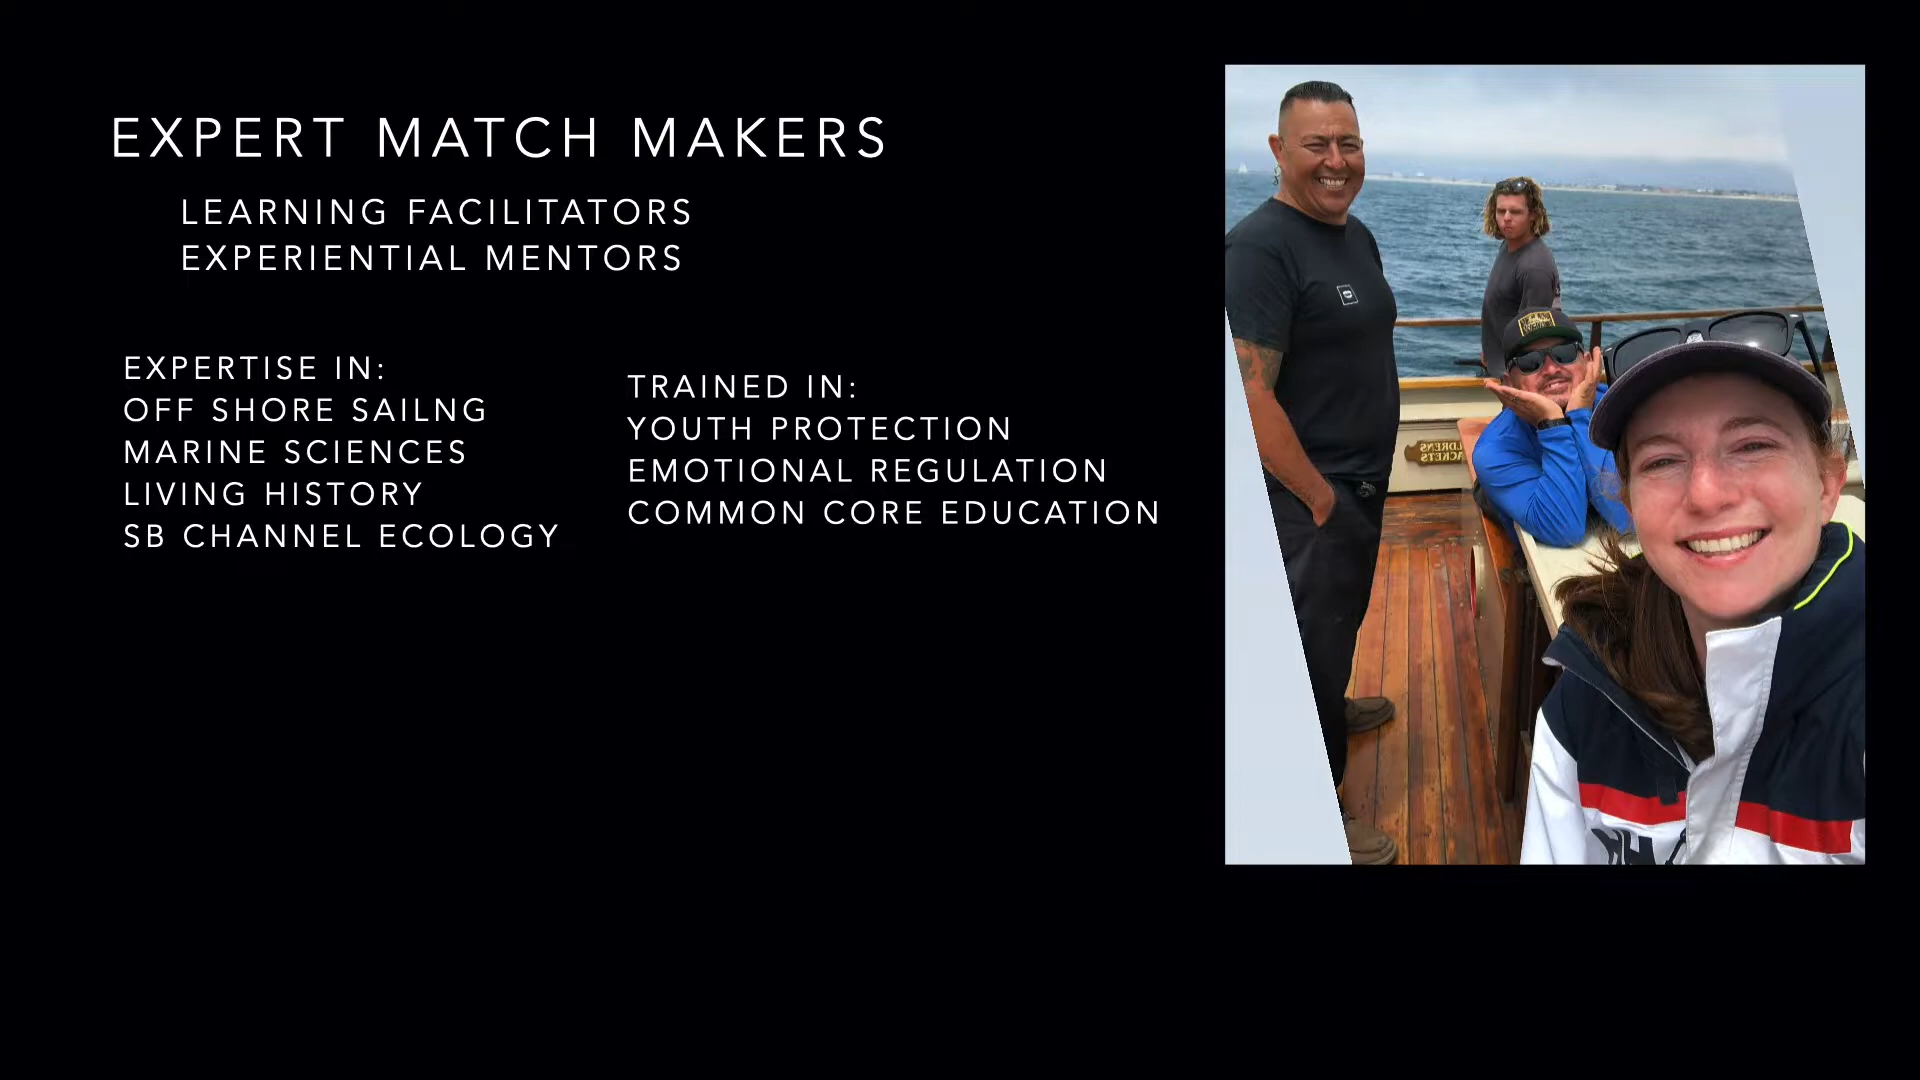 EXPERT MATCH MAKERS
LEARNING FACILITATORS
EXPERIENTIAL MENTORS
EXPERTISE IN:
OFF SHORE SAILNG
MARINE SCIENCES
LIVING HISTORY
SB CHANNEL ECOLOGY
TRAINED IN:
YOUTH PROTECTION
EMOTIONAL REGULATION
COMMON CORE EDUCATION
HH